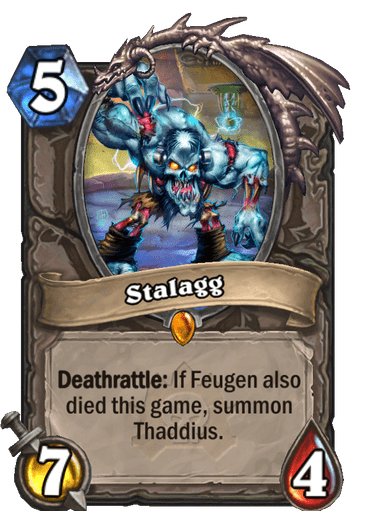 5
Stalagg
Deathrattle: If Feugen also
died this game, summon
Thaddius.
7
4